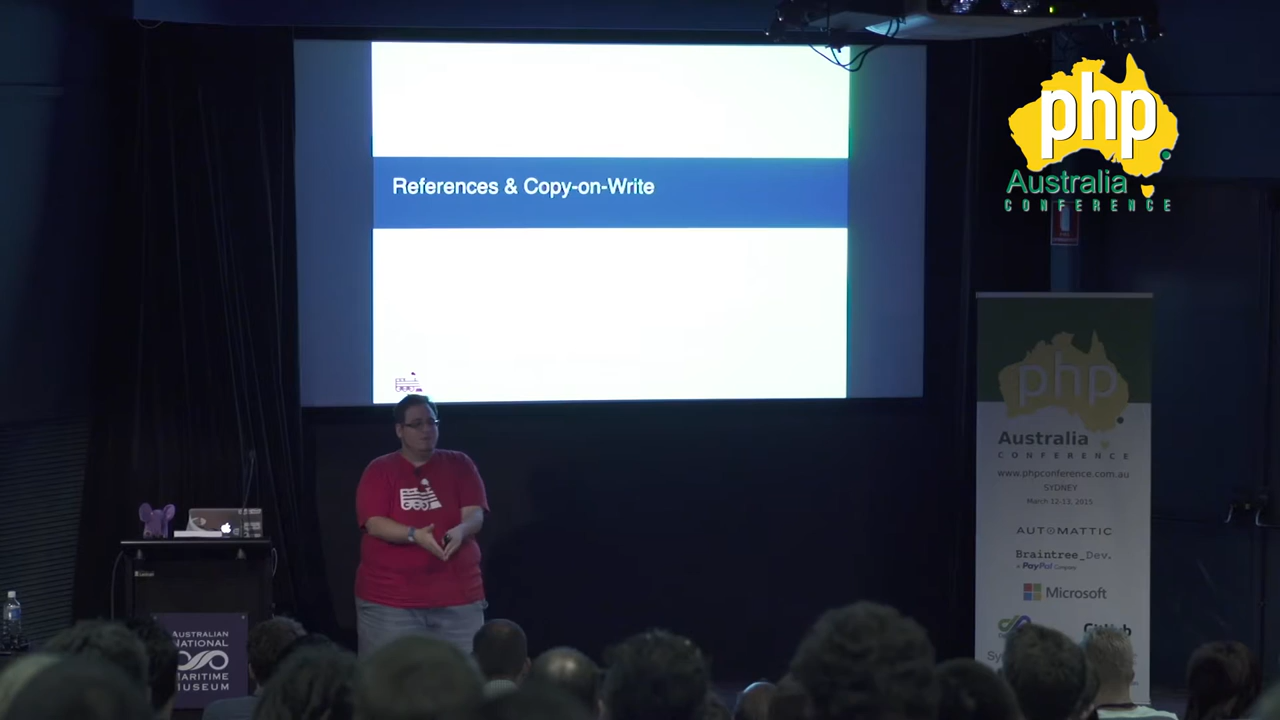 References & Copy-on-Write
php
Australia
CONFERENCE
php
Australia
CONFERENCE
www.phpconference.com.au
SYDNEY
March 12-13, 2015
AUTOMATTIC
Braintree_Dev.
PayPal
Microsoft
AUSTRALIAN
NATIONAL
MARITIME
MUSEUM